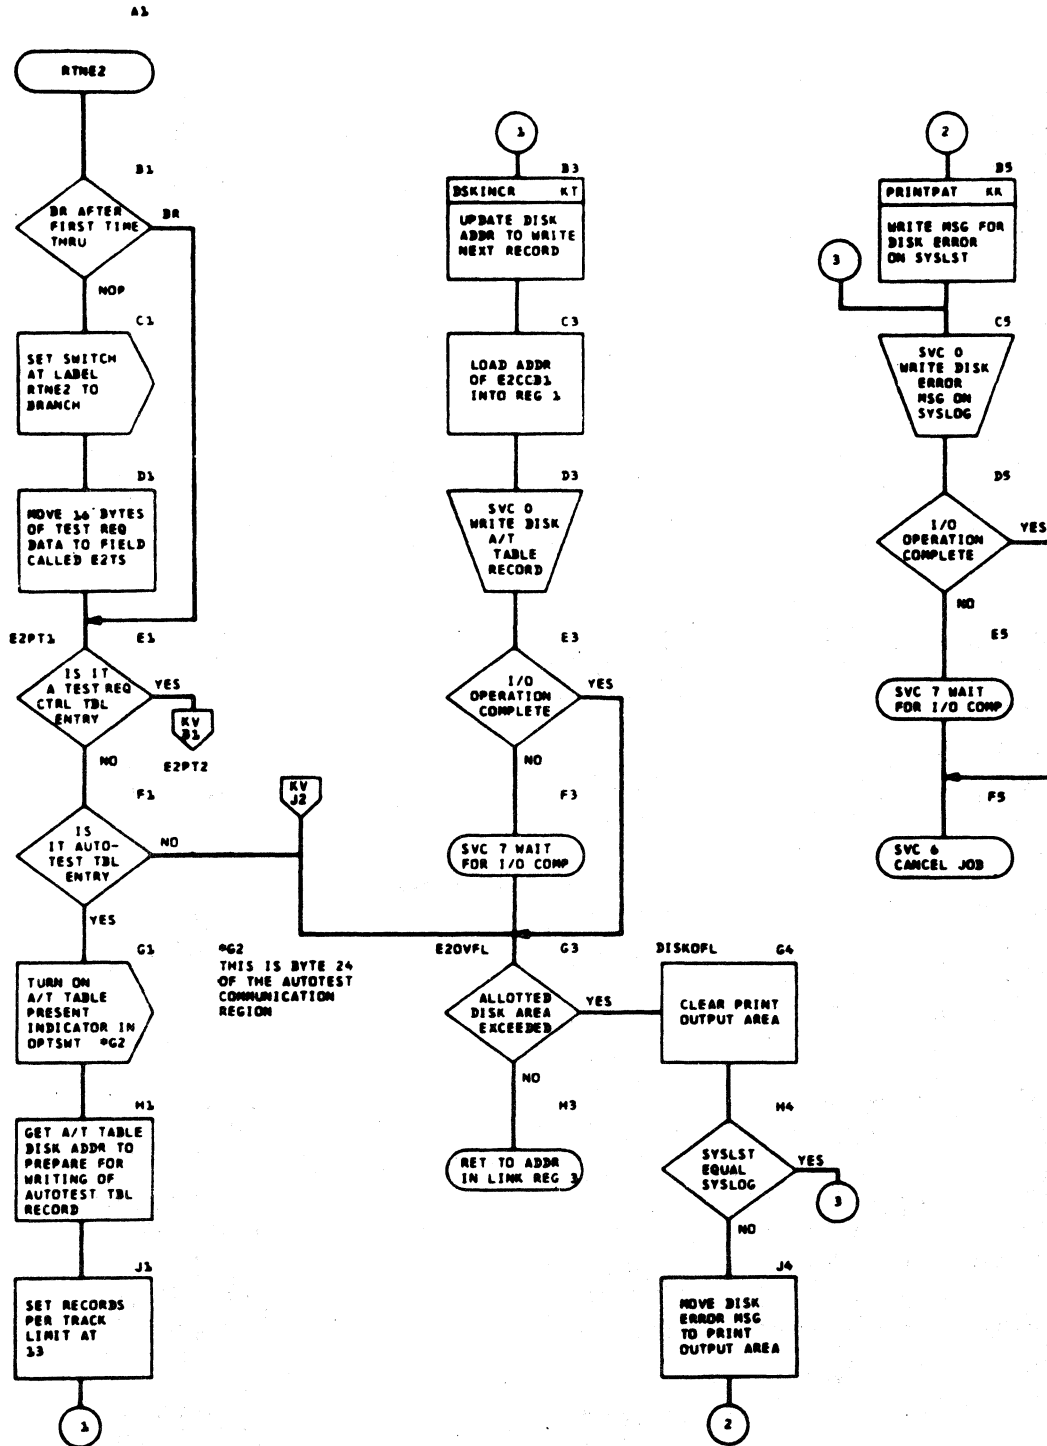 A1
RTNE2
B1
BR AFTER
FIRST TIME
THRU
BR
NOP
C1
SET SWITCH
AT LABEL
RTNE2 TO
BRANCH
D1
MOVE 16 BYTES
OF TEST REQ
DATA TO FIELD
CALLED E2TS
E2PT1
E1
IS IT
A TEST REQ
CTRL TBL
ENTRY
YES
KV
B1
E2PT2
NO
F1
IS
IT AUTO-
TEST TBL
ENTRY
NO
YES
KV
J2
G1
TURN ON
A/T TABLE
PRESENT
INDICATOR IN
OPTSWT *G2
*G2
THIS IS BYTE 24
OF THE AUTOTEST
COMMUNICATION
REGION
H1
GET A/T TABLE
DISK ADDR TO
PREPARE FOR
WRITING OF
AUTOTEST TBL
RECORD
J1
SET RECORDS
PER TRACK
LIMIT AT
13
1
1
B3
DSKINCR KT
UPDATE DISK
ADDR TO WRITE
NEXT RECORD
C3
LOAD ADDR
OF E2CCB1
INTO REG 1
D3
SVC 0
WRITE DISK
A/T
TABLE
RECORD
E3
I/O
OPERATION
COMPLETE
YES
NO
F3
SVC 7 WAIT
FOR I/O COMP
E2OVFL
G3
ALLOTTED
DISK AREA
EXCEEDED
YES
NO
H3
RET TO ADDR
IN LINK REG 3
DISKOFL
G4
CLEAR PRINT
OUTPUT AREA
H4
SYSLST
EQUAL
SYSLOG
YES
3
NO
J4
MOVE DISK
ERROR MSG
TO PRINT
OUTPUT AREA
2
2
B5
PRINTPAT KK
WRITE MSG FOR
DISK ERROR
ON SYSLST
3
C5
SVC 0
WRITE DISK
ERROR
MSG ON
SYSLOG
D5
I/O
OPERATION
COMPLETE
YES
NO
E5
SVC 7 WAIT
FOR I/O COMP
F5
SVC 6
CANCEL JOB